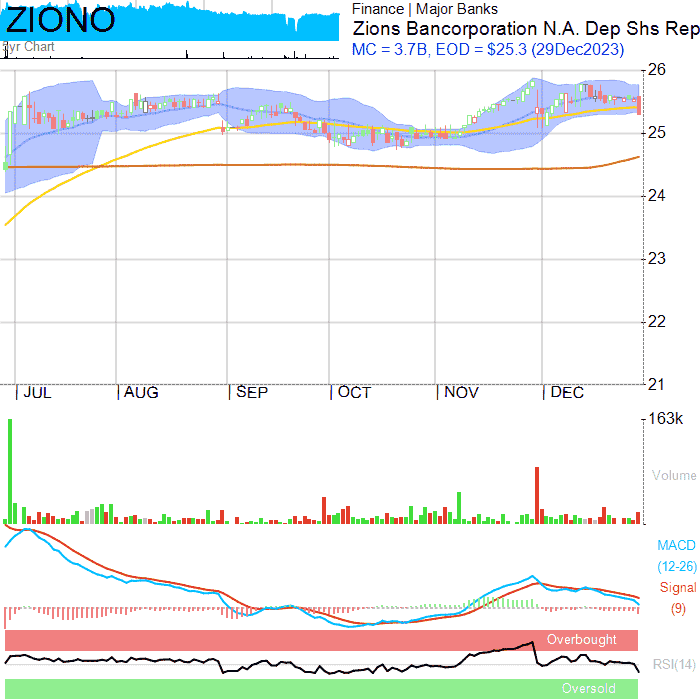 ZIONO
5yr Chart
Finance | Major Banks
Zions Bancorporation N.A. Dep Shs Rep
MC = 3.7B, EOD = $25.3 (29Dec2023)
26
25
24
23
22
21
JUL AUG SEP OCT NOV DEC
163k
Volume
MACD
(12-26)
Signal
(9)
Overbought
RSI(14)
Oversold